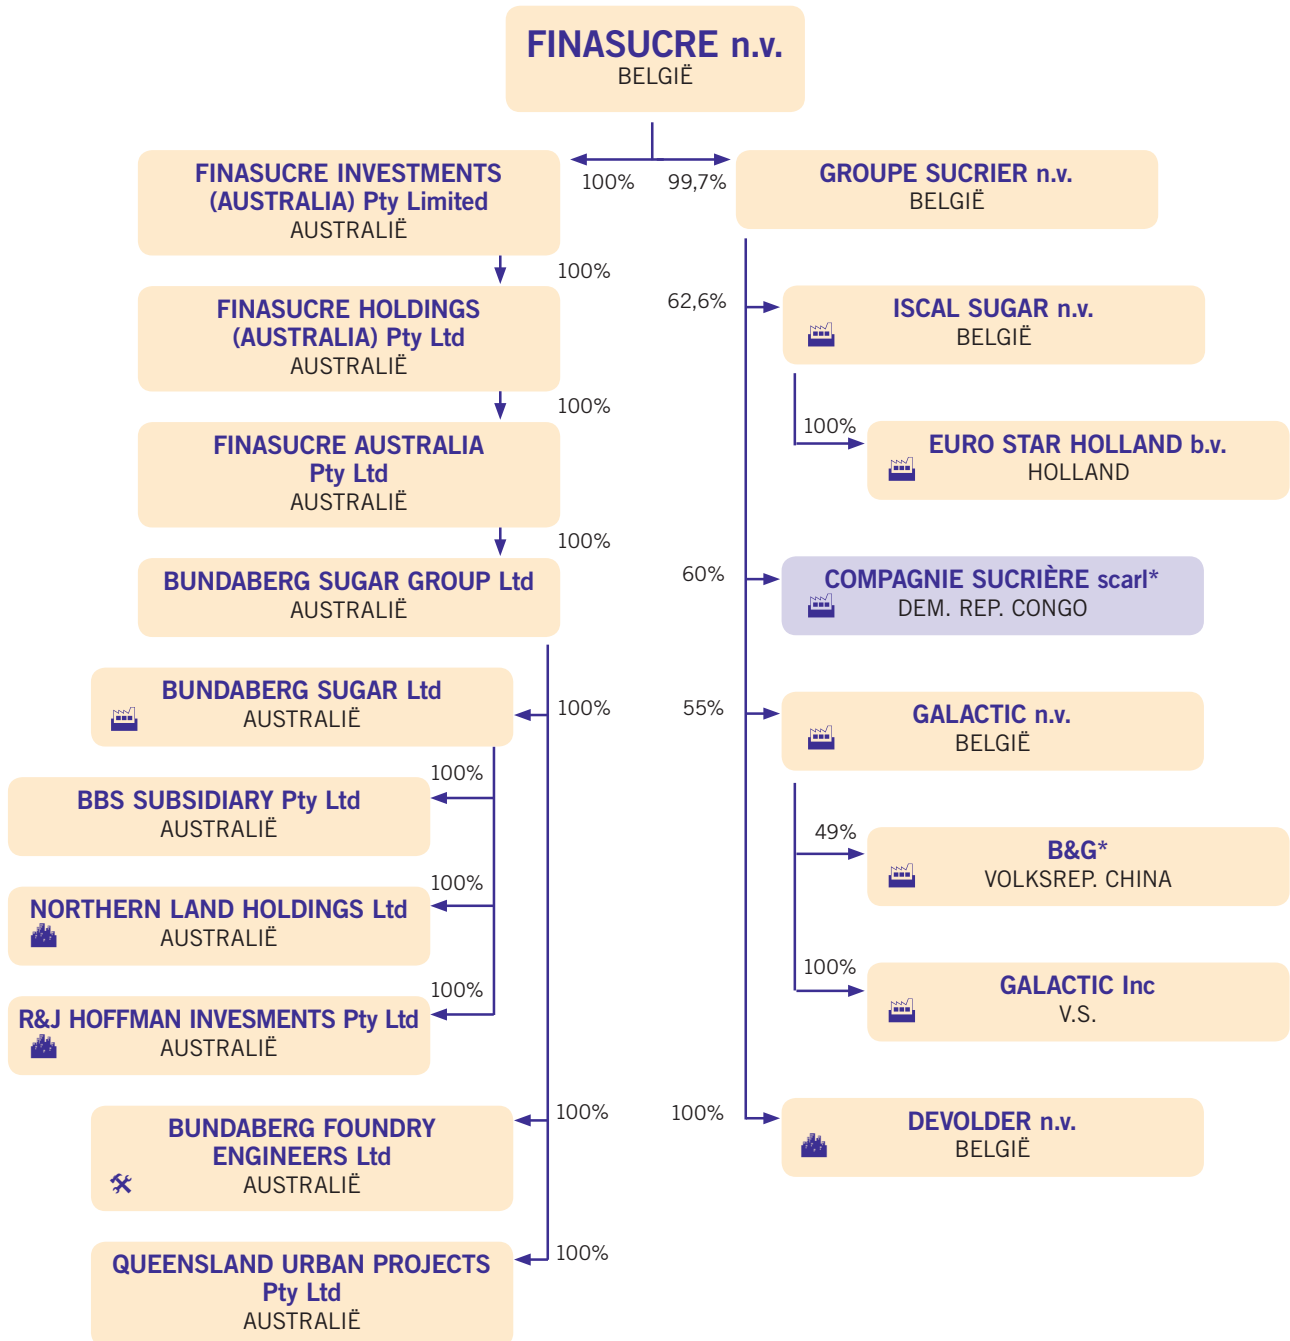 FINASUCRE n.v.
BELGIË
FINASUCRE INVESTMENTS
(AUSTRALIA) Pty Limited
AUSTRALIË
100%
99,7%
GROUPE SUCRIER n.v.
BELGIË
100%
FINASUCRE HOLDINGS
(AUSTRALIA) Pty Ltd
AUSTRALIË
100%
FINASUCRE AUSTRALIA
Pty Ltd
AUSTRALIË
100%
BUNDABERG SUGAR GROUP Ltd
AUSTRALIË
BUNDABERG SUGAR Ltd
AUSTRALIË
100%
100%
BBS SUBSIDIARY Pty Ltd
AUSTRALIË
100%
NORTHERN LAND HOLDINGS Ltd
AUSTRALIË
100%
R&J HOFFMAN INVESMENTS Pty Ltd
AUSTRALIË
100%
BUNDABERG FOUNDRY
ENGINEERS Ltd
AUSTRALIË
100%
QUEENSLAND URBAN PROJECTS
Pty Ltd
AUSTRALIË
62,6%
ISCAL SUGAR n.v.
BELGIË
100%
EURO STAR HOLLAND b.v.
HOLLAND
60%
COMPAGNIE SUCRIÈRE scarl*
DEM. REP. CONGO
55%
GALACTIC n.v.
BELGIË
49%
B&G*
VOLKSREP. CHINA
100%
GALACTIC Inc
V.S.
100%
DEVOLDER n.v.
BELGIË